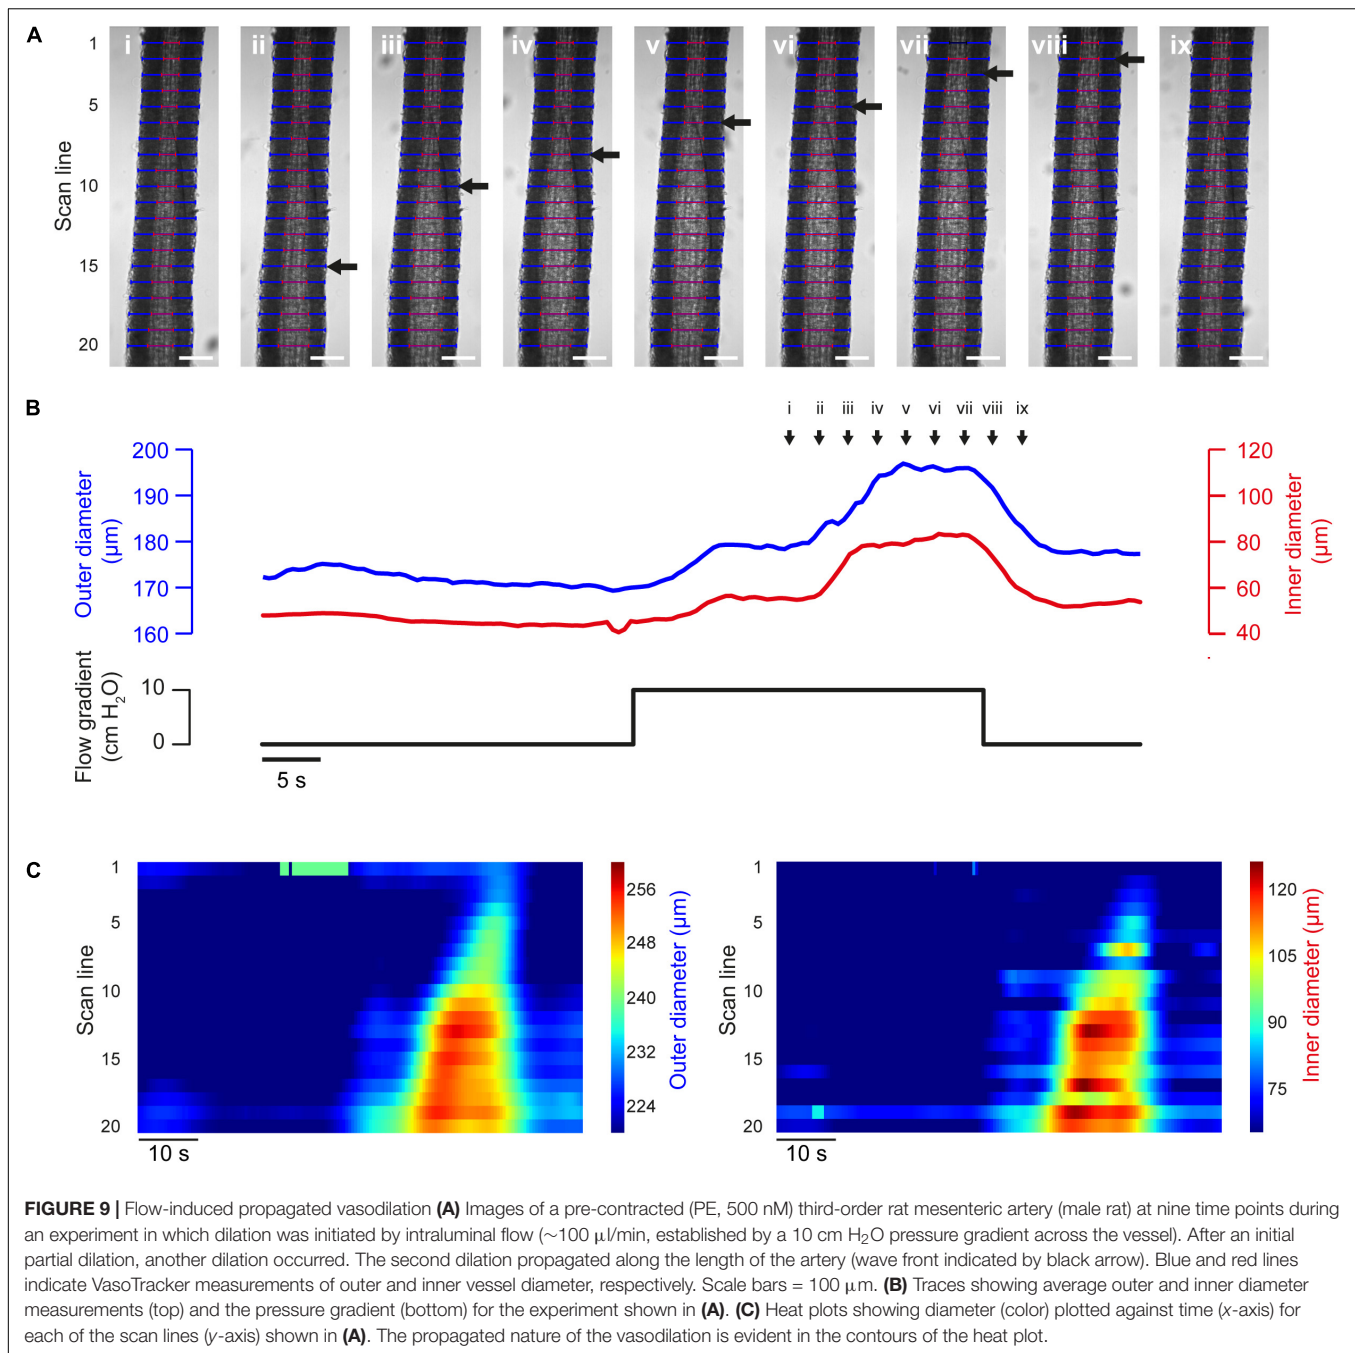 A
i ii iii iv v vi vii viii ix
Scan line
1
5
10
15
20
B
i ii iii iv v vi vii viii ix
Outer diameter
(µm)
200
190
180
170
160
Inner diameter
(µm)
120
100
80
60
40
Flow gradient
(cm H₂O)
10
0
5 s
C
Scan line
1
5
10
15
20
10 s
256
248
240
232
224
Outer diameter (µm)
Scan line
1
5
10
15
20
10 s
120
105
90
75
Inner diameter (µm)
FIGURE 9 | Flow-induced propagated vasodilation (A) Images of a pre-contracted (PE, 500 nM) third-order rat mesenteric artery (male rat) at nine time points during
an experiment in which dilation was initiated by intraluminal flow (~100 µl/min, established by a 10 cm H₂O pressure gradient across the vessel). After an initial
partial dilation, another dilation occurred. The second dilation propagated along the length of the artery (wave front indicated by black arrow). Blue and red lines
indicate VasoTracker measurements of outer and inner vessel diameter, respectively. Scale bars = 100 µm. (B) Traces showing average outer and inner diameter
measurements (top) and the pressure gradient (bottom) for the experiment shown in (A). (C) Heat plots showing diameter (color) plotted against time (x-axis) for
each of the scan lines (y-axis) shown in (A). The propagated nature of the vasodilation is evident in the contours of the heat plot.